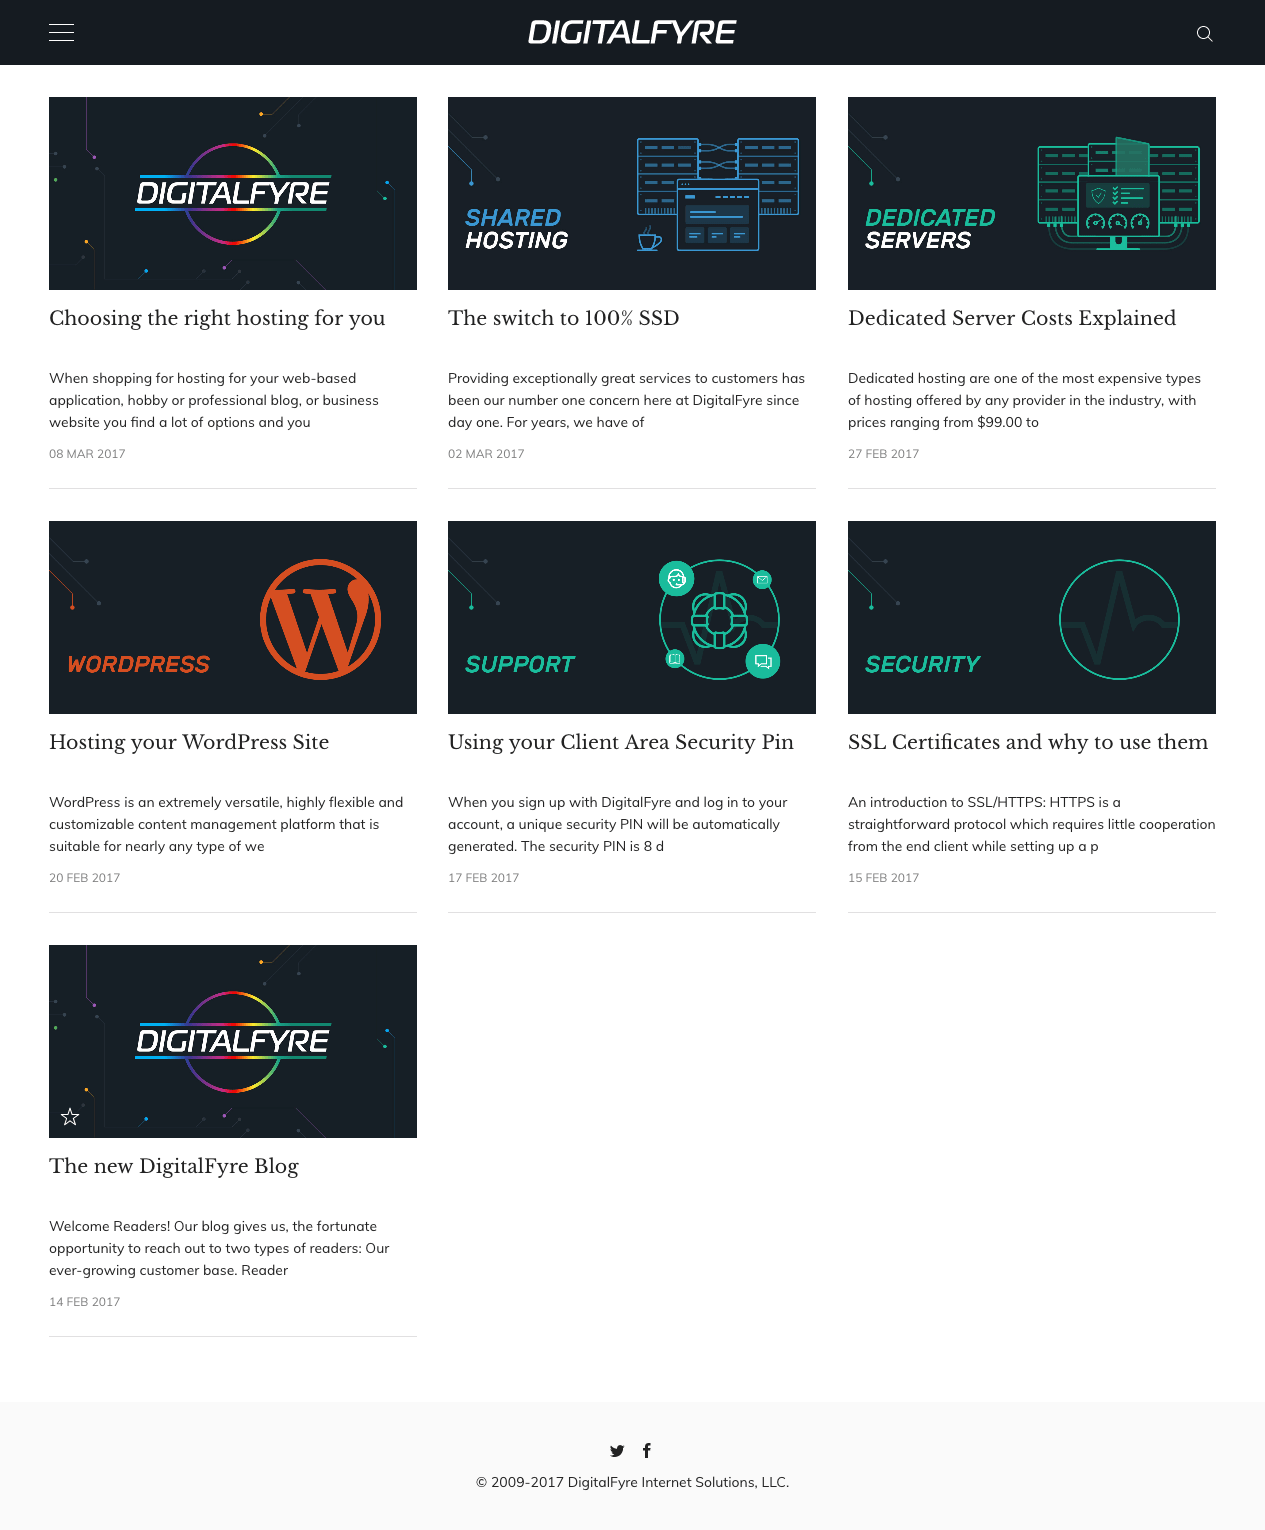 DIGITALFYRE
DIGITALFYRE
Choosing the right hosting for you
When shopping for hosting for your web-based
application, hobby or professional blog, or business
website you find a lot of options and you
08 MAR 2017
SHARED
HOSTING
The switch to 100% SSD
Providing exceptionally great services to customers has
been our number one concern here at DigitalFyre since
day one. For years, we have of
02 MAR 2017
DEDICATED
SERVERS
Dedicated Server Costs Explained
Dedicated hosting are one of the most expensive types
of hosting offered by any provider in the industry, with
prices ranging from $99.00 to
27 FEB 2017
WORDPRESS
Hosting your WordPress Site
WordPress is an extremely versatile, highly flexible and
customizable content management platform that is
suitable for nearly any type of we
20 FEB 2017
SUPPORT
Using your Client Area Security Pin
When you sign up with DigitalFyre and log in to your
account, a unique security PIN will be automatically
generated. The security PIN is 8 d
17 FEB 2017
SECURITY
SSL Certificates and why to use them
An introduction to SSL/HTTPS: HTTPS is a
straightforward protocol which requires little cooperation
from the end client while setting up a p
15 FEB 2017
DIGITALFYRE
The new DigitalFyre Blog
Welcome Readers! Our blog gives us, the fortunate
opportunity to reach out to two types of readers: Our
ever-growing customer base. Reader
14 FEB 2017
© 2009-2017 DigitalFyre Internet Solutions, LLC.